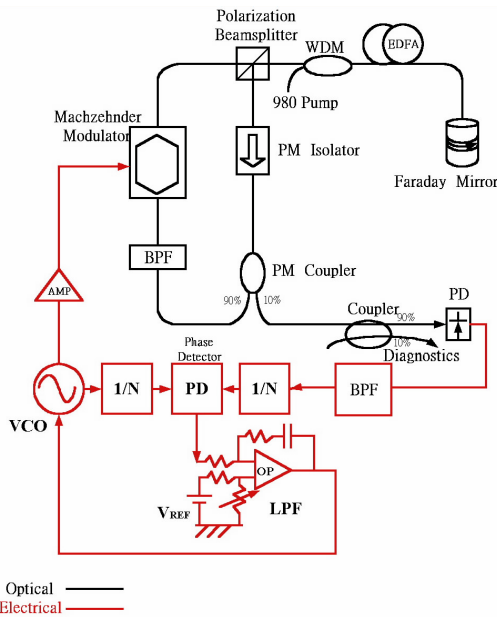 Polarization
Beamsplitter
WDM
EDFA
980 Pump
Machzehnder
Modulator
PM Isolator
Faraday Mirror
BPF
PM Coupler
AMP
90%
10%
PD
Coupler
90%
10%
Diagnostics
Phase
Detector
VCO
1/N
PD
1/N
BPF
OP
VREF
LPF
Optical
Electrical